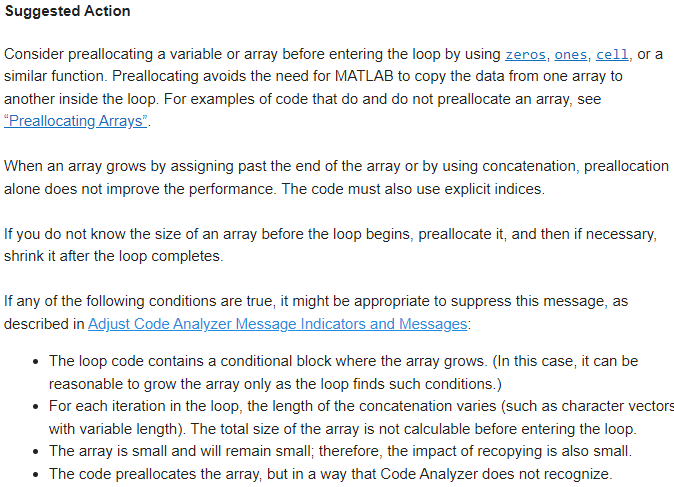 Suggested Action
Consider preallocating a variable or array before entering the loop by using zeros, ones, cell, or a
similar function. Preallocating avoids the need for MATLAB to copy the data from one array to
another inside the loop. For examples of code that do and do not preallocate an array, see
“Preallocating Arrays”.
When an array grows by assigning past the end of the array or by using concatenation, preallocation
alone does not improve the performance. The code must also use explicit indices.
If you do not know the size of an array before the loop begins, preallocate it, and then if necessary,
shrink it after the loop completes.
If any of the following conditions are true, it might be appropriate to suppress this message, as
described in Adjust Code Analyzer Message Indicators and Messages:
• The loop code contains a conditional block where the array grows. (In this case, it can be
reasonable to grow the array only as the loop finds such conditions.)
• For each iteration in the loop, the length of the concatenation varies (such as character vectors
with variable length). The total size of the array is not calculable before entering the loop.
• The array is small and will remain small; therefore, the impact of recopying is also small.
• The code preallocates the array, but in a way that Code Analyzer does not recognize.